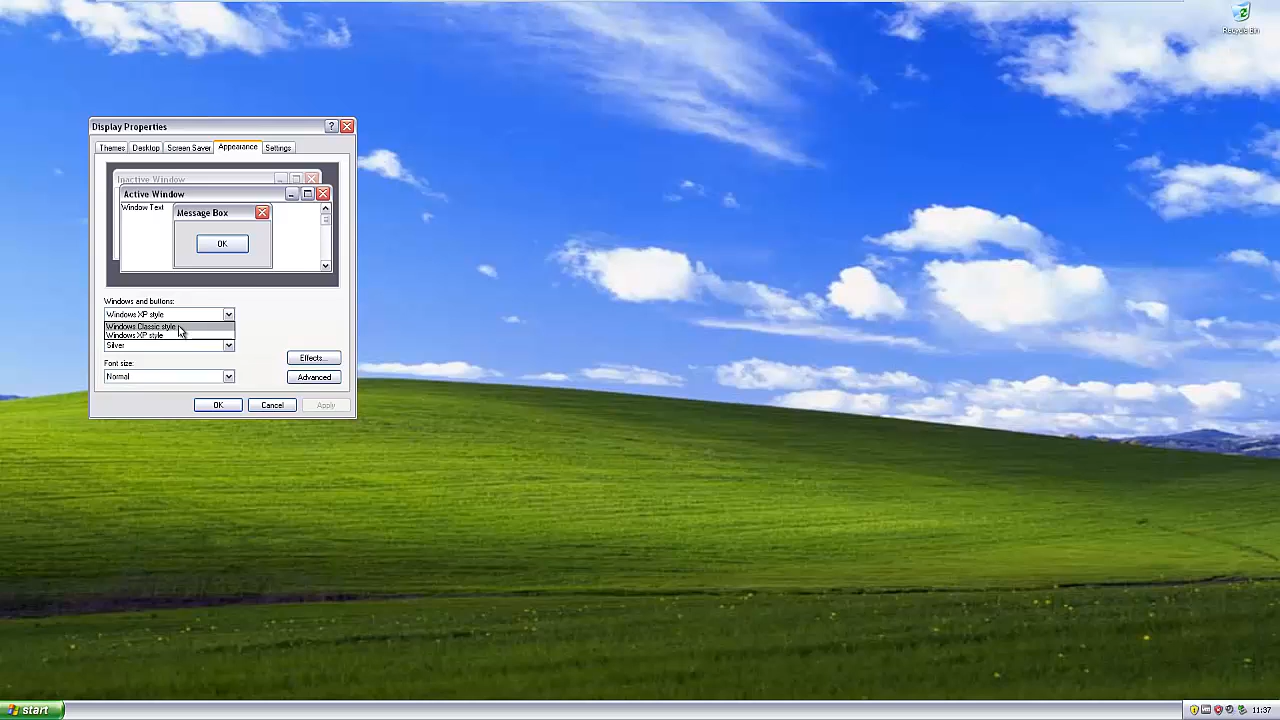 Recycle Bin
Display Properties
Themes Desktop Screen Saver Appearance Settings
Inactive Window
Active Window
Window Text
Message Box
OK
Windows and buttons:
Windows XP style
Windows Classic style
Windows XP style
Silver
Font size:
Normal
Effects...
Advanced
OK Cancel Apply
start
11:37